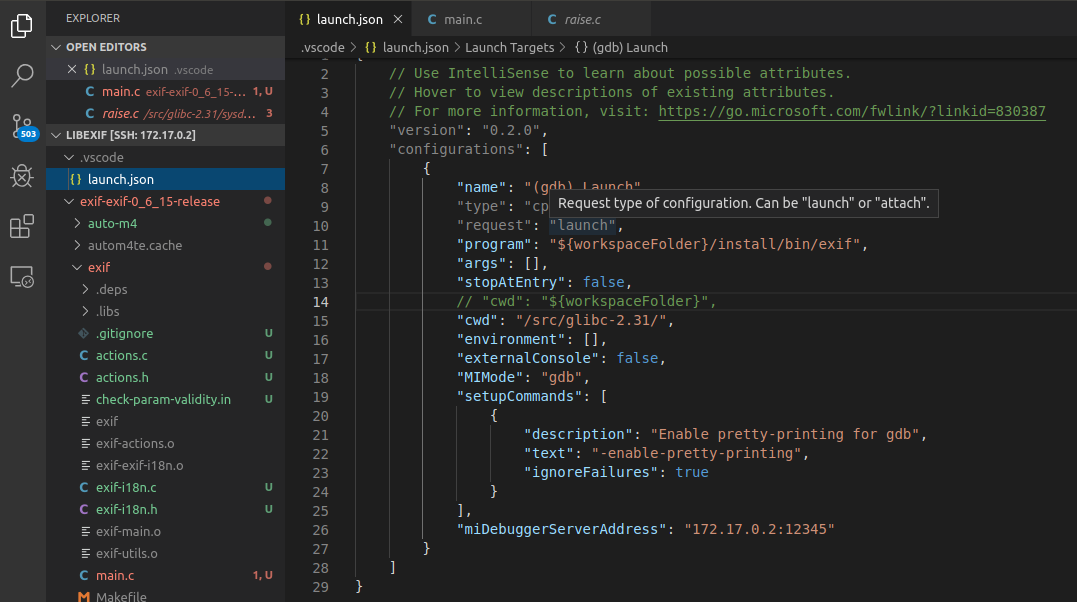 EXPLORER
OPEN EDITORS
launch.json .vscode
main.c exif-exif-0_6_15-... 1, U
raise.c /src/glibc-2.31/sysd... 3
503
LIBEXIF [SSH: 172.17.0.2]
.vscode
{} launch.json
exif-exif-0_6_15-release
auto-m4
autom4te.cache
exif
.deps
.libs
.gitignore U
C actions.c U
C actions.h U
check-param-validity.in U
exif
exif-actions.o
exif-exif-i18n.o
C exif-i18n.c U
C exif-i18n.h U
exif-main.o
exif-utils.o
C main.c 1, U
M Makefile
{} launch.json × C main.c C raise.c
.vscode > {} launch.json > Launch Targets > {} (gdb) Launch
2 // Use IntelliSense to learn about possible attributes.
3 // Hover to view descriptions of existing attributes.
4 // For more information, visit: https://go.microsoft.com/fwlink/?linkid=830387
5 "version": "0.2.0",
6 "configurations": [
7 {
8 "name": "(gdb) Launch"
9 "type": "cp
Request type of configuration. Can be "launch" or "attach".
10 "request": "launch",
11 "program": "${workspaceFolder}/install/bin/exif",
12 "args": [],
13 "stopAtEntry": false,
14 // "cwd": "${workspaceFolder}",
15 "cwd": "/src/glibc-2.31/",
16 "environment": [],
17 "externalConsole": false,
18 "MIMode": "gdb",
19 "setupCommands": [
20 {
21 "description": "Enable pretty-printing for gdb",
22 "text": "-enable-pretty-printing",
23 "ignoreFailures": true
24 }
25 ],
26 "miDebuggerServerAddress": "172.17.0.2:12345"
27 }
28 ]
29 }